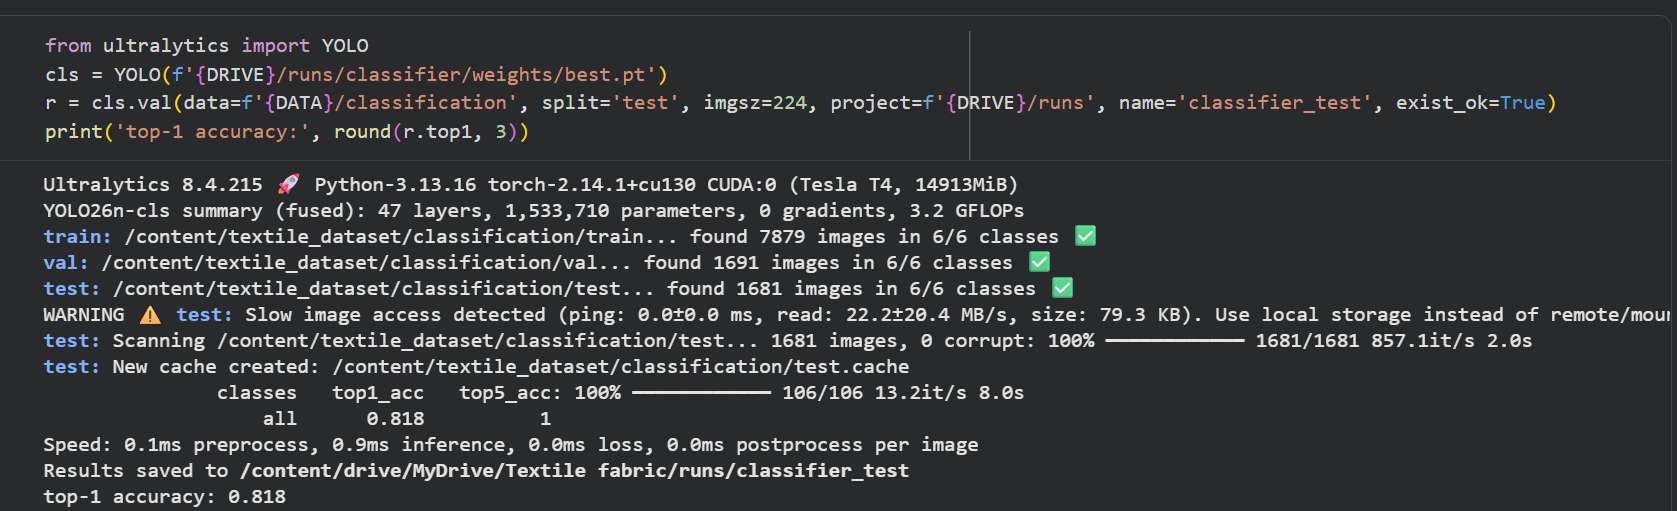 from ultralytics import YOLO
cls = YOLO(f'{DRIVE}/runs/classifier/weights/best.pt')
r = cls.val(data=f'{DATA}/classification', split='test', imgsz=224, project=f'{DRIVE}/runs', name='classifier_test', exist_ok=True)
print('top-1 accuracy:', round(r.top1, 3))
Ultralytics 8.4.215 🚀 Python-3.13.16 torch-2.14.1+cu130 CUDA:0 (Tesla T4, 14913MiB)
YOLO26n-cls summary (fused): 47 layers, 1,533,710 parameters, 0 gradients, 3.2 GFLOPs
train: /content/textile_dataset/classification/train... found 7879 images in 6/6 classes ✅
val: /content/textile_dataset/classification/val... found 1691 images in 6/6 classes ✅
test: /content/textile_dataset/classification/test... found 1681 images in 6/6 classes ✅
WARNING ⚠️ test: Slow image access detected (ping: 0.0±0.0 ms, read: 22.2±20.4 MB/s, size: 79.3 KB). Use local storage instead of remote/mou
test: Scanning /content/textile_dataset/classification/test... 1681 images, 0 corrupt: 100% ━━━━━━━━━━━━ 1681/1681 857.1it/s 2.0s
test: New cache created: /content/textile_dataset/classification/test.cache
classes top1_acc top5_acc: 100% ━━━━━━━━━━━━ 106/106 13.2it/s 8.0s
all 0.818 1
Speed: 0.1ms preprocess, 0.9ms inference, 0.0ms loss, 0.0ms postprocess per image
Results saved to /content/drive/MyDrive/Textile fabric/runs/classifier_test
top-1 accuracy: 0.818